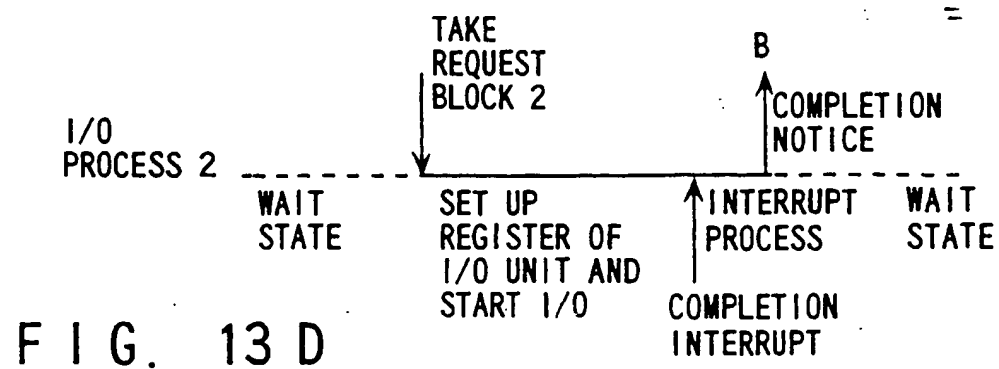 TAKE
REQUEST
BLOCK 2
B
COMPLETION
NOTICE
I/O
PROCESS 2
WAIT
STATE
SET UP
REGISTER OF
I/O UNIT AND
START I/O
INTERRUPT
PROCESS
WAIT
STATE
COMPLETION
INTERRUPT
FIG. 13D